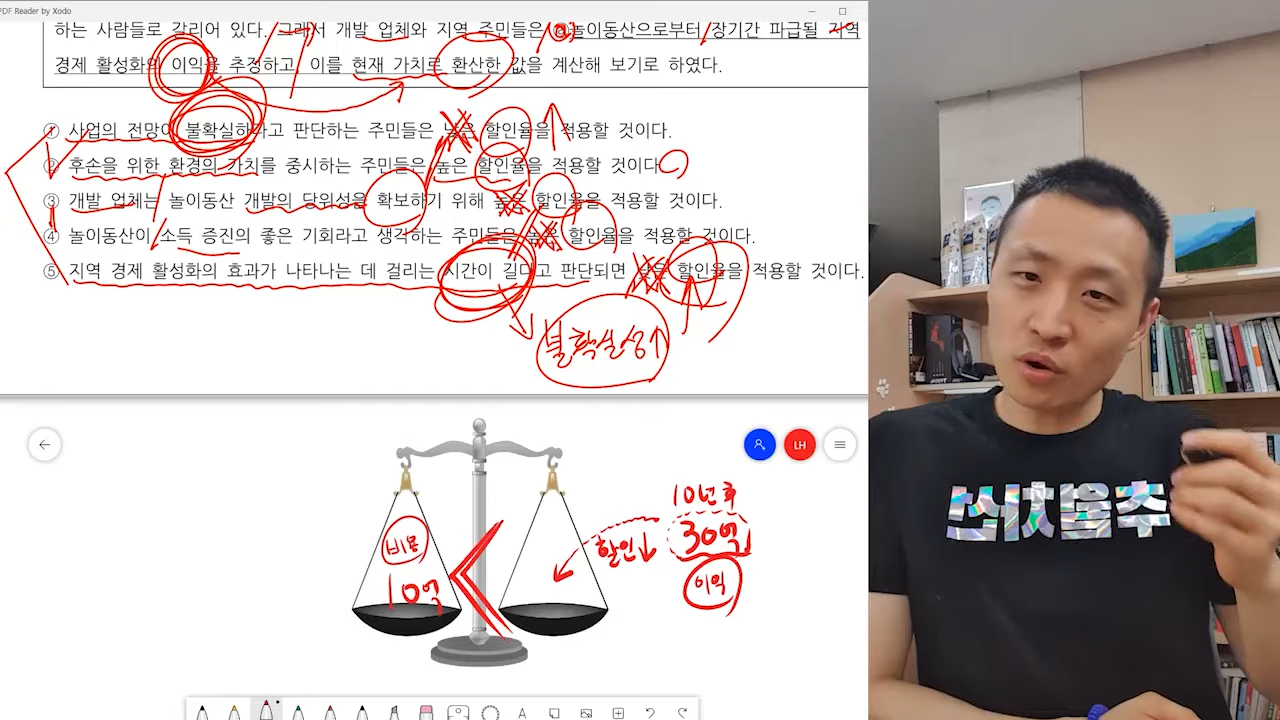 PDF Reader by Xodo
하는 사람들로 갈리어 있다. 그래서 개발 업체와 지역 주민들은 ⓐ놀이동산으로부터 장기간 파급될 지역
경제 활성화의 이익을 추정하고, 이를 현재 가치로 환산한 값을 계산해 보기로 하였다.
① 사업의 전망이 불확실하다고 판단하는 주민들은 낮은 할인율을 적용할 것이다.
② 후손을 위한 환경의 가치를 중시하는 주민들은 높은 할인율을 적용할 것이다.
③ 개발 업체는 놀이동산 개발의 당위성을 확보하기 위해 높은 할인율을 적용할 것이다.
④ 놀이동산이 소득 증진의 좋은 기회라고 생각하는 주민들은 할인율을 적용할 것이다.
⑤ 지역 경제 활성화의 효과가 나타나는 데 걸리는 시간이 길다고 판단되면 낮은 할인율을 적용할 것이다.
불확실성↑
LH
10년 후
비용
할인↓
30억
10억
이익